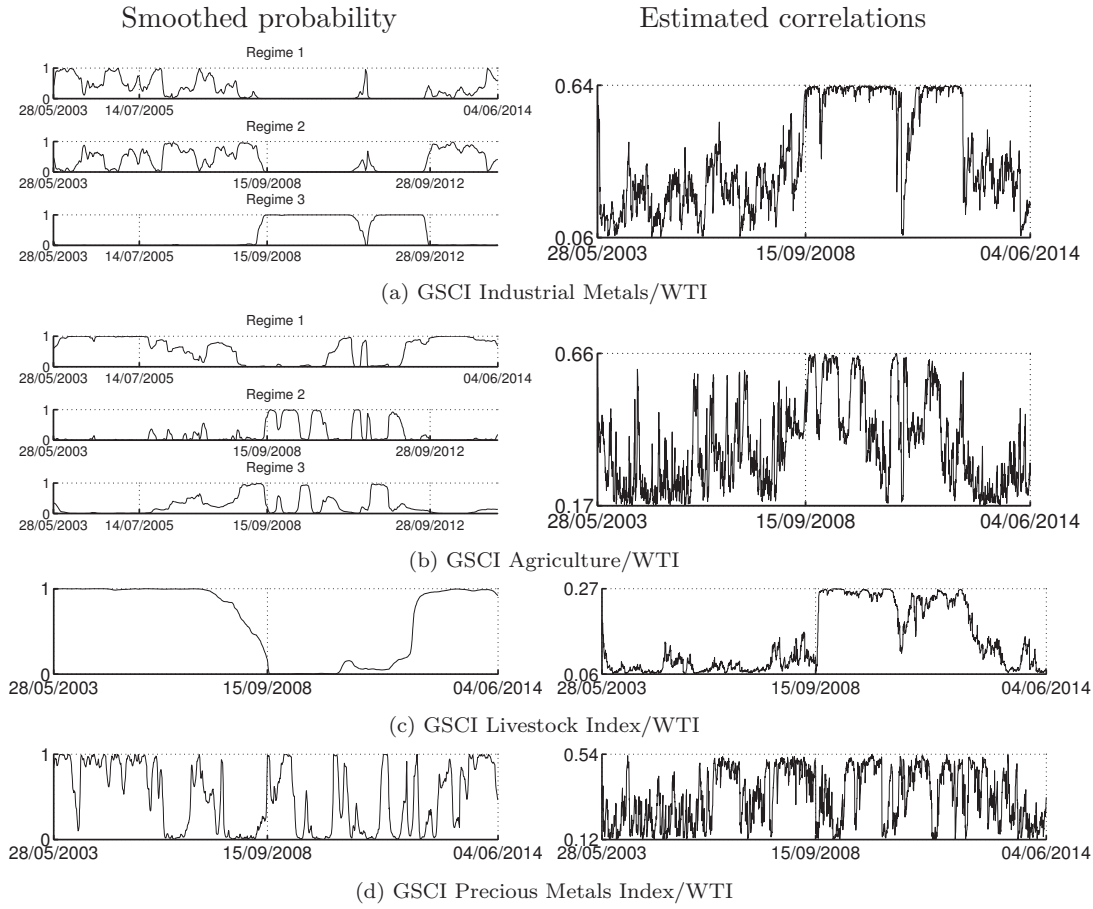 Smoothed probability
Estimated correlations
Regime 1
1
0
28/05/2003 14/07/2005 04/06/2014
Regime 2
1
0
28/05/2003 15/09/2008 28/09/2012
Regime 3
1
0
28/05/2003 14/07/2005 15/09/2008 28/09/2012
0.64
0.06
28/05/2003 15/09/2008 04/06/2014
(a) GSCI Industrial Metals/WTI
Regime 1
1
0
28/05/2003 14/07/2005 04/06/2014
Regime 2
1
0
28/05/2003 15/09/2008 28/09/2012
Regime 3
1
0
28/05/2003 14/07/2005 15/09/2008 28/09/2012
0.66
0.17
28/05/2003 15/09/2008 04/06/2014
(b) GSCI Agriculture/WTI
1
0
28/05/2003 15/09/2008 04/06/2014
0.27
0.06
28/05/2003 15/09/2008 04/06/2014
(c) GSCI Livestock Index/WTI
1
0
28/05/2003 15/09/2008 04/06/2014
0.54
0.12
28/05/2003 15/09/2008 04/06/2014
(d) GSCI Precious Metals Index/WTI